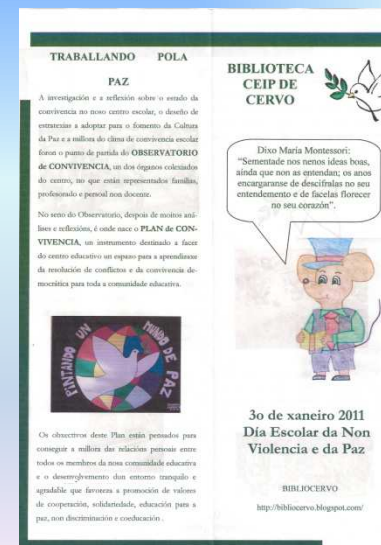 TRABALLANDO POLA
PAZ
A investigación e a reflexión sobre o estado da
convivencia no noso centro escolar, o deseño de
estratexias a adoptar para o fomento da Cultura
da Paz e a millora do clima de convivencia escolar
foron o punto de partida do OBSERVATORIO
de CONVIVENCIA, un dos órganos colexiados
do centro, no que están representados familias,
profesorado e persoal non docente.
No seno do Observatorio, despois de moitos aná-
lises e reflexións, é onde nace o PLAN de CON-
VIVENCIA, un instrumento destinado a facer
do centro educativo un espazo para a aprendizaxe
da resolución de conflictos e da convivencia de-
mocrática para toda a comunidade educativa.
PINTANDO UN MUNDO DE PAZ
Os obxectivos deste Plan están pensados para
conseguir a millora das relacións persoais entre
todos os membros da nosa comunidade educativa
e o desenvolvemento dun entorno tranquilo e
agradable que favoreza a promoción de valores
de cooperación, solidariedade, educación para a
paz, non discriminación e coeducación.
BIBLIOTECA
CEIP DE
CERVO
Dixo María Montessori:
"Sementade nos nenos ideas boas,
aínda que non as entendan; os anos
encargaranse de descifralas no seu
entendemento e de facelas florecer
no seu corazón".
3o de xaneiro 2011
Día Escolar da Non
Violencia e da Paz
BIBLIOCERVO
http://bibliocervo.blogspot.com/